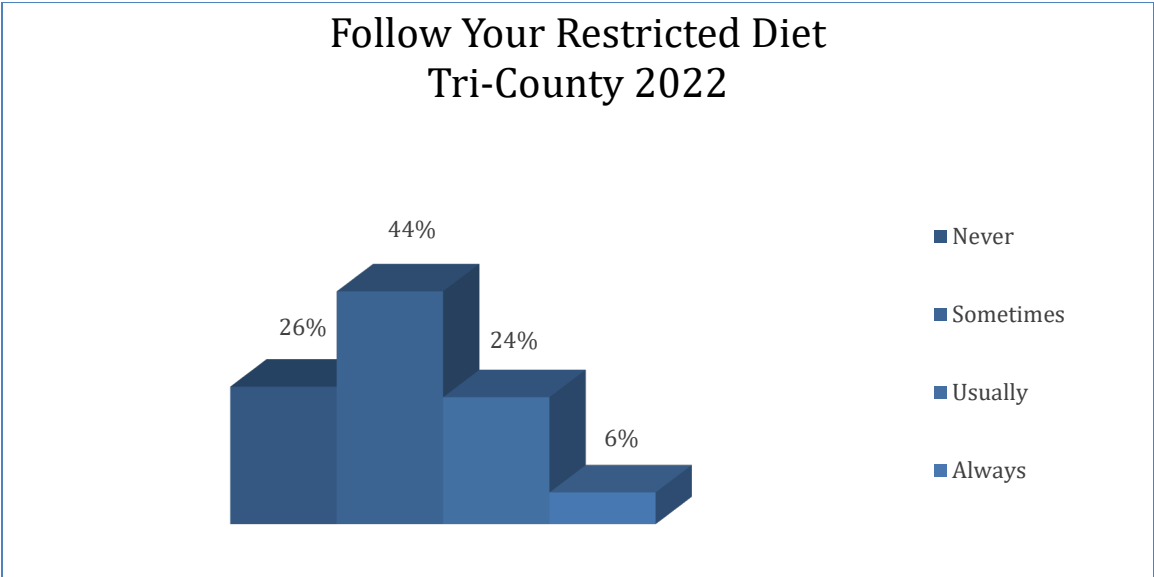 Follow Your Restricted Diet
Tri-County 2022
44%
26%
24%
6%
Never
Sometimes
Usually
Always